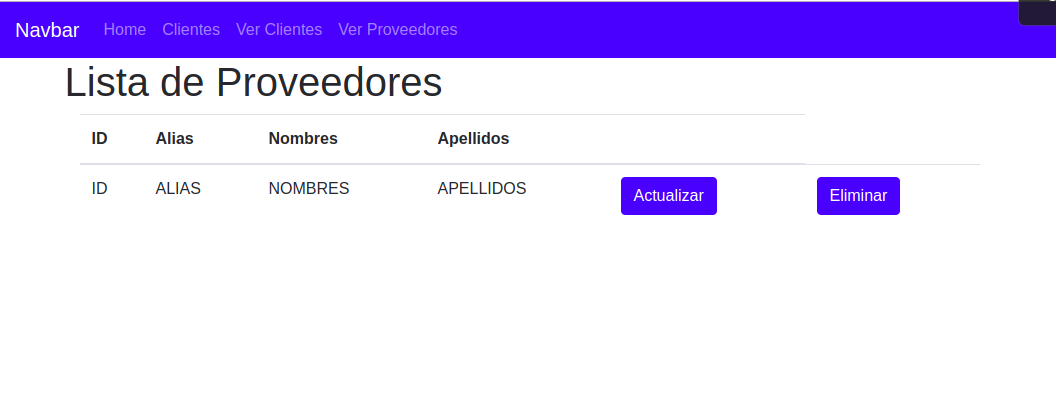 Navbar Home Clientes Ver Clientes Ver Proveedores
Lista de Proveedores
ID Alias Nombres Apellidos
ID ALIAS NOMBRES APELLIDOS Actualizar Eliminar